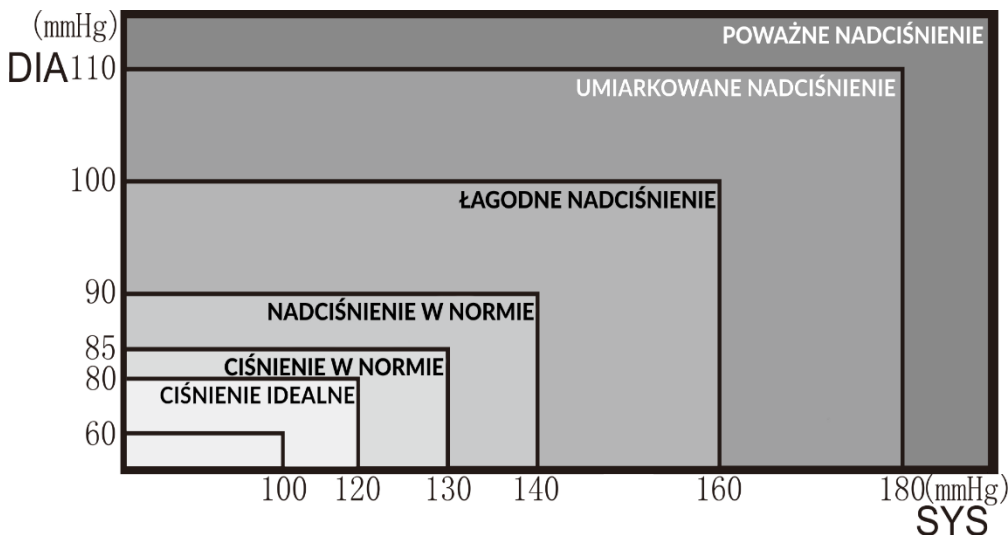 (mmHg)
POWAŻNE NADCIŚNIENIE
DIA 110
UMIARKOWANE NADCIŚNIENIE
100
ŁAGODNE NADCIŚNIENIE
90
NADCIŚNIENIE W NORMIE
85
CIŚNIENIE W NORMIE
80
CIŚNIENIE IDEALNE
60
100 120 130 140 160 180(mmHg)
SYS